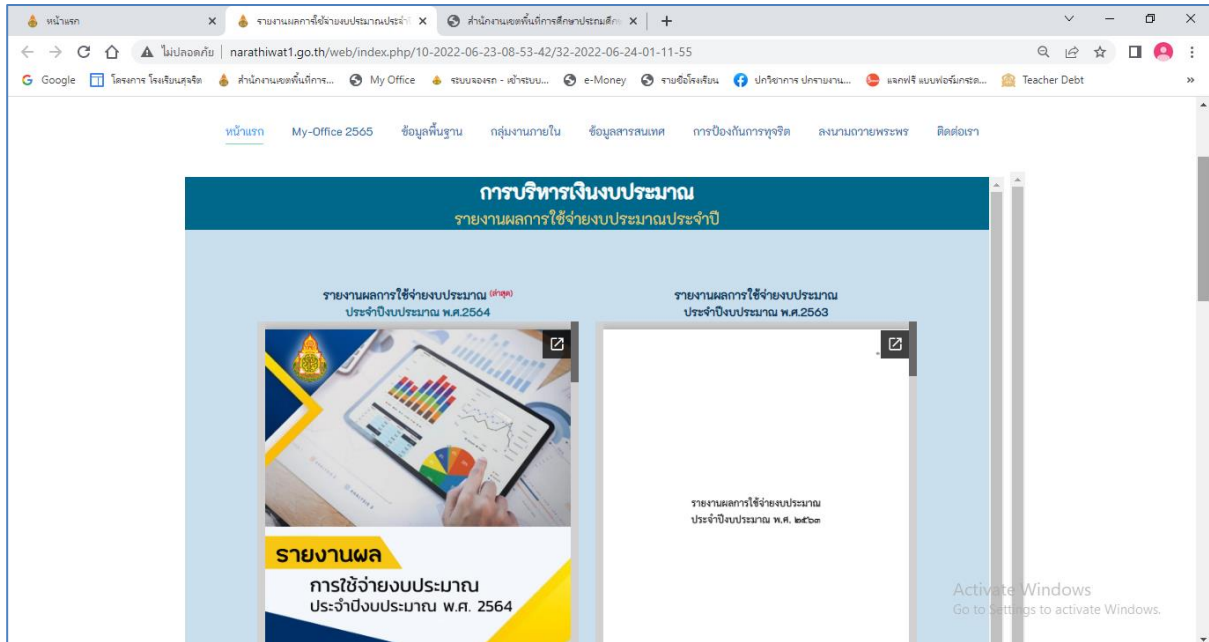 หน้าแรก
รายงานผลการใช้จ่ายงบประมาณประจำปี
สำนักงานเขตพื้นที่การศึกษาประถมศึก
ไม่ปลอดภัย | narathiwat1.go.th/web/index.php/10-2022-06-23-08-53-42/32-2022-06-24-01-11-55
Google โครงการ โรงเรียนสุจริต สำนักงานเขตพื้นที่การ... My Office ระบบจองรถ - เข้าระบบ... e-Money รายชื่อโรงเรียน ปกวิชาการ ปกรายงาน... แจกฟรี แบบฟอร์มกรอ... Teacher Debt »
หน้าแรก My-Office 2565 ข้อมูลพื้นฐาน กลุ่มงานภายใน ข้อมูลสารสนเทศ การป้องกันการทุจริต ลงนามถวายพระพร ติดต่อเรา
การบริหารเงินงบประมาณ
รายงานผลการใช้จ่ายงบประมาณประจำปี
รายงานผลการใช้จ่ายงบประมาณ (ล่าสุด)
ประจำปีงบประมาณ พ.ศ.2564
รายงานผลการใช้จ่ายงบประมาณ
ประจำปีงบประมาณ พ.ศ.2563
รายงานผล
การใช้จ่ายงบประมาณ
ประจำปีงบประมาณ พ.ศ. 2564
รายงานผลการใช้จ่ายงบประมาณ
ประจำปีงบประมาณ พ.ศ. ๒๕๖๓
Activate Windows
Go to Settings to activate Windows.